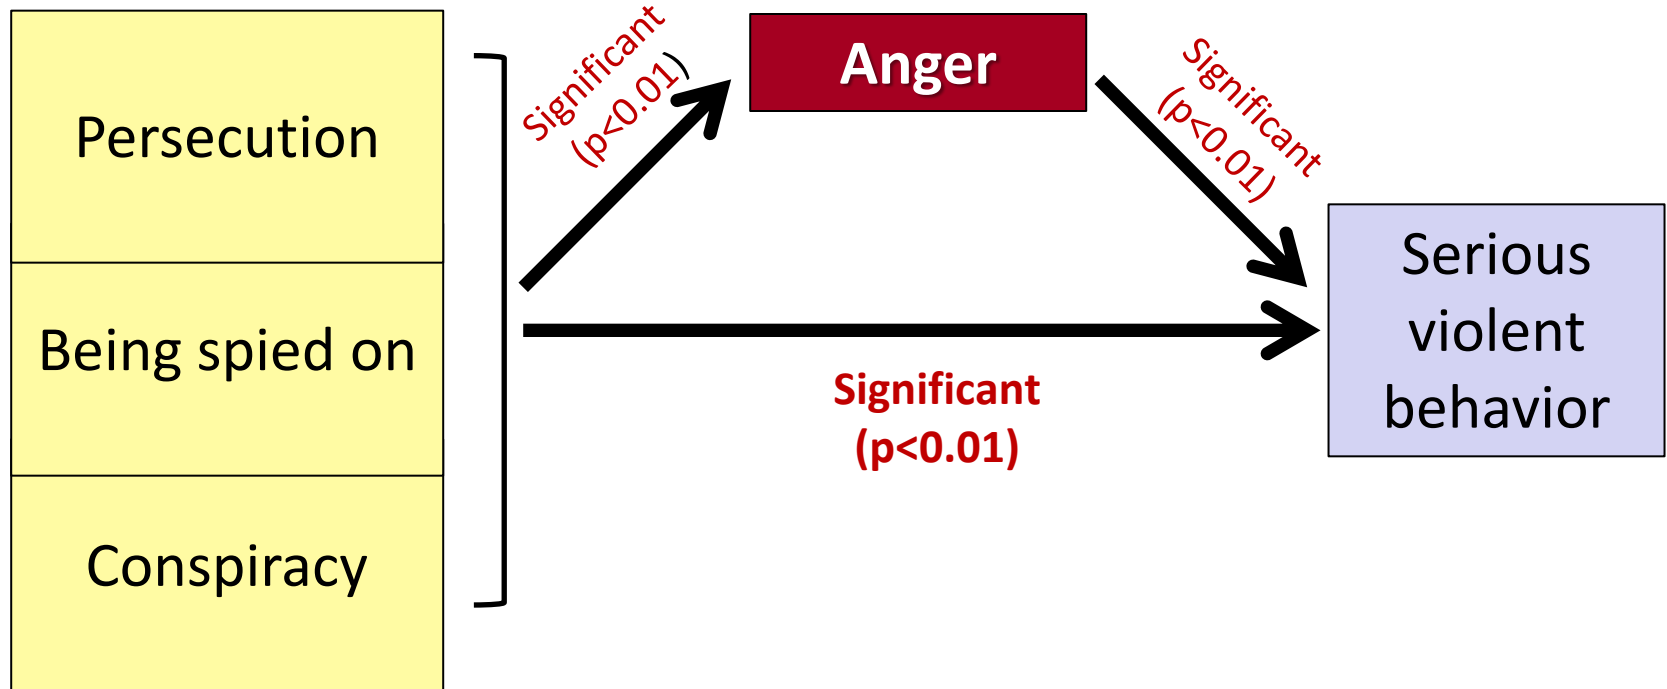 Persecution
Being spied on
Conspiracy
Significant
(p<0.01)
Anger
Significant
(p<0.01)
Significant
(p<0.01)
Serious
violent
behavior